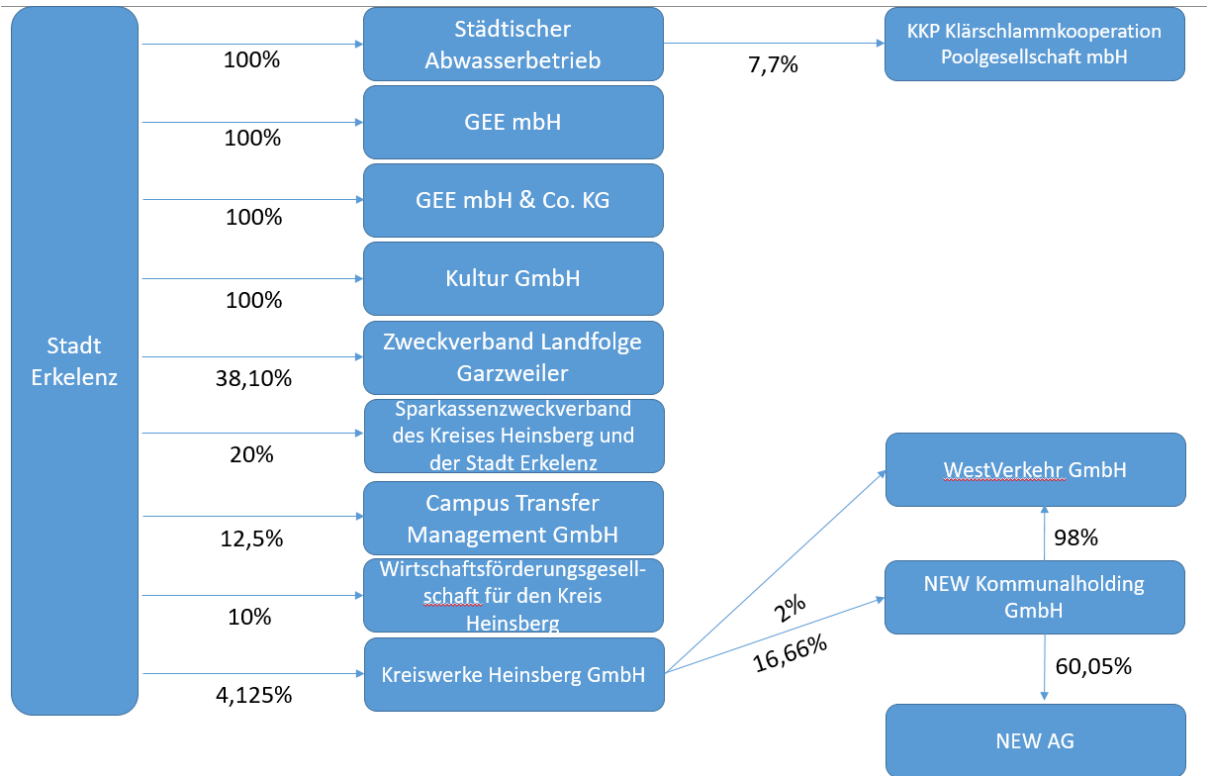 Stadt
Erkelenz
100%
Städtischer
Abwasserbetrieb
7,7%
KKP Klärschlammkooperation
Poolgesellschaft mbH
100%
GEE mbH
100%
GEE mbH & Co. KG
100%
Kultur GmbH
38,10%
Zweckverband Landfolge
Garzweiler
20%
Sparkassenzweckverband
des Kreises Heinsberg und
der Stadt Erkelenz
12,5%
Campus Transfer
Management GmbH
10%
Wirtschaftsförderungsgesell-
schaft für den Kreis
Heinsberg
4,125%
Kreiswerke Heinsberg GmbH
2%
16,66%
WestVerkehr GmbH
98%
NEW Kommunalholding
GmbH
60,05%
NEW AG